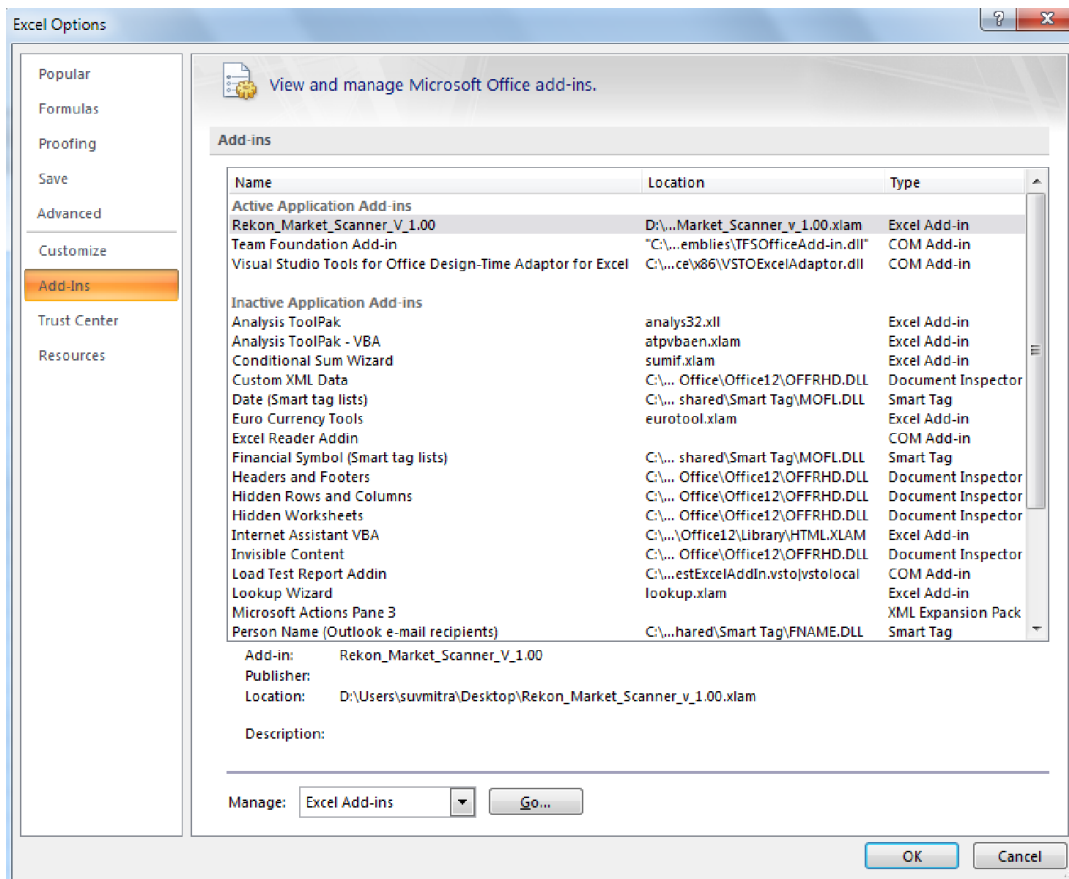 Excel Options
?
X
Popular
Formulas
Proofing
Save
Advanced
Customize
Add-Ins
Trust Center
Resources
View and manage Microsoft Office add-ins.
Add-ins
Name Location Type
Active Application Add-ins
Rekon_Market_Scanner_V_1.00 D:\...Market_Scanner_v_1.00.xlam Excel Add-in
Team Foundation Add-in "C:\...emblies\TFSOfficeAdd-in.dll" COM Add-in
Visual Studio Tools for Office Design-Time Adaptor for Excel C:\...ce\x86\VSTOExcelAdaptor.dll COM Add-in
Inactive Application Add-ins
Analysis ToolPak analys32.xll Excel Add-in
Analysis ToolPak - VBA atpvbaen.xlam Excel Add-in
Conditional Sum Wizard sumif.xlam Excel Add-in
Custom XML Data C:\... Office\Office12\OFFRHD.DLL Document Inspector
Date (Smart tag lists) C:\... shared\Smart Tag\MOFL.DLL Smart Tag
Euro Currency Tools eurotool.xlam Excel Add-in
Excel Reader Addin COM Add-in
Financial Symbol (Smart tag lists) C:\... shared\Smart Tag\MOFL.DLL Smart Tag
Headers and Footers C:\... Office\Office12\OFFRHD.DLL Document Inspector
Hidden Rows and Columns C:\... Office\Office12\OFFRHD.DLL Document Inspector
Hidden Worksheets C:\... Office\Office12\OFFRHD.DLL Document Inspector
Internet Assistant VBA C:\...\Office12\Library\HTML.XLAM Excel Add-in
Invisible Content C:\... Office\Office12\OFFRHD.DLL Document Inspector
Load Test Report Addin C:\...estExcelAddIn.vsto|vstolocal COM Add-in
Lookup Wizard lookup.xlam Excel Add-in
Microsoft Actions Pane 3 XML Expansion Pack
Person Name (Outlook e-mail recipients) C:\...hared\Smart Tag\FNAME.DLL Smart Tag
Add-in: Rekon_Market_Scanner_V_1.00
Publisher:
Location: D:\Users\suvmitra\Desktop\Rekon_Market_Scanner_v_1.00.xlam
Description:
Manage: Excel Add-ins Go...
OK Cancel